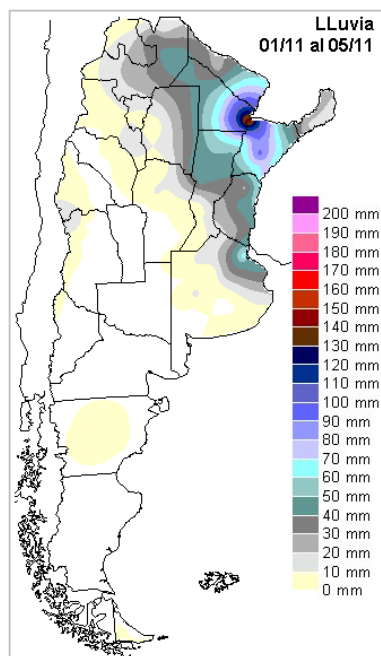 LLuvia
01/11 al 05/11
200 mm
190 mm
180 mm
170 mm
160 mm
150 mm
140 mm
130 mm
120 mm
110 mm
100 mm
90 mm
80 mm
70 mm
60 mm
50 mm
40 mm
30 mm
20 mm
10 mm
0 mm